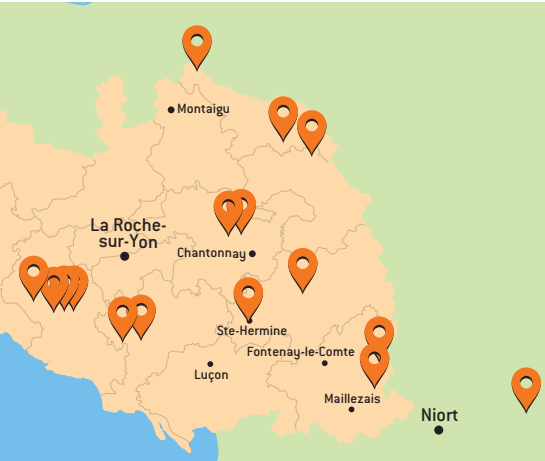 Montaigu
La Roche-
sur-Yon
Chantonnay
Ste-Hermine
Fontenay-le-Comte
Luçon
Maillezais
Niort